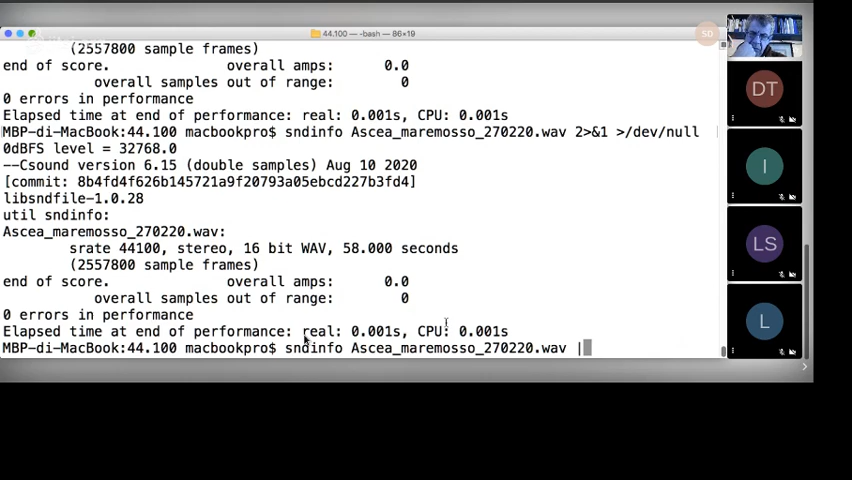 44.100 — -bash — 86×19
SD
(2557800 sample frames)
end of score. overall amps: 0.0
overall samples out of range: 0
0 errors in performance
Elapsed time at end of performance: real: 0.001s, CPU: 0.001s
MBP-di-MacBook:44.100 macbookpro$ sndinfo Ascea_maremosso_270220.wav 2>&1 >/dev/null |
0dBFS level = 32768.0
--Csound version 6.15 (double samples) Aug 10 2020
[commit: 8b4fd4f626b145721a9f20793a05ebcd227b3fd4]
libsndfile-1.0.28
util sndinfo:
Ascea_maremosso_270220.wav:
srate 44100, stereo, 16 bit WAV, 58.000 seconds
(2557800 sample frames)
end of score. overall amps: 0.0
overall samples out of range: 0
0 errors in performance
Elapsed time at end of performance: real: 0.001s, CPU: 0.001s
MBP-di-MacBook:44.100 macbookpro$ sndinfo Ascea_maremosso_270220.wav |
DT
I
LS
L